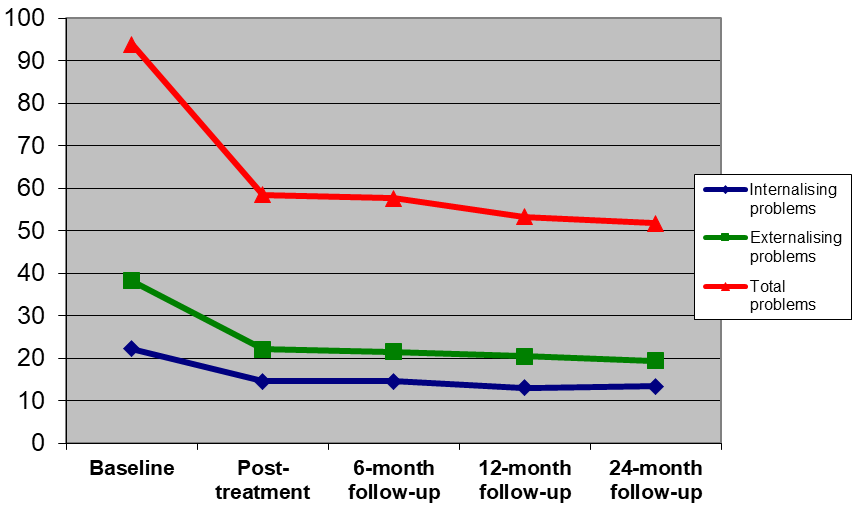 100
90
80
70
60
50
40
30
20
10
0
Baseline
Post-
treatment
6-month
follow-up
12-month
follow-up
24-month
follow-up
Internalising
problems
Externalising
problems
Total
problems